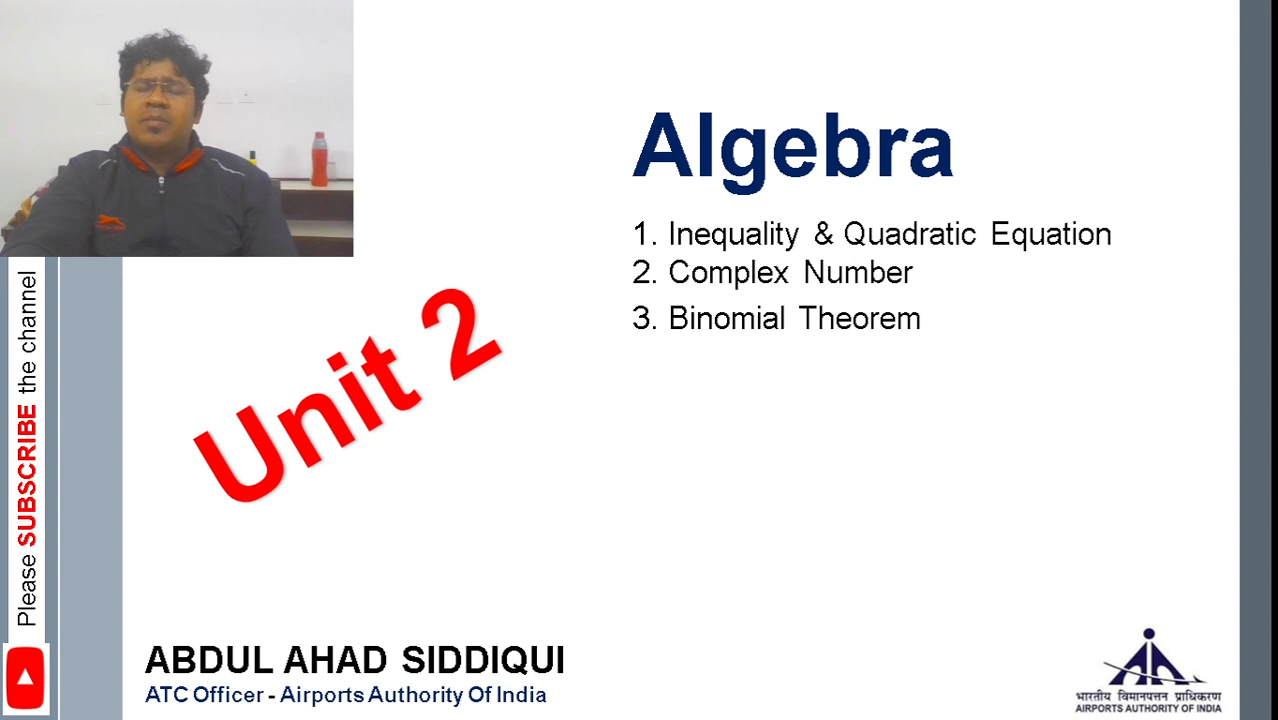 Algebra
1. Inequality & Quadratic Equation
2. Complex Number
3. Binomial Theorem
Unit 2
Please SUBSCRIBE the channel
ABDUL AHAD SIDDIQUI
ATC Officer - Airports Authority Of India
भारतीय विमानपत्तन प्राधिकरण
AIRPORTS AUTHORITY OF INDIA